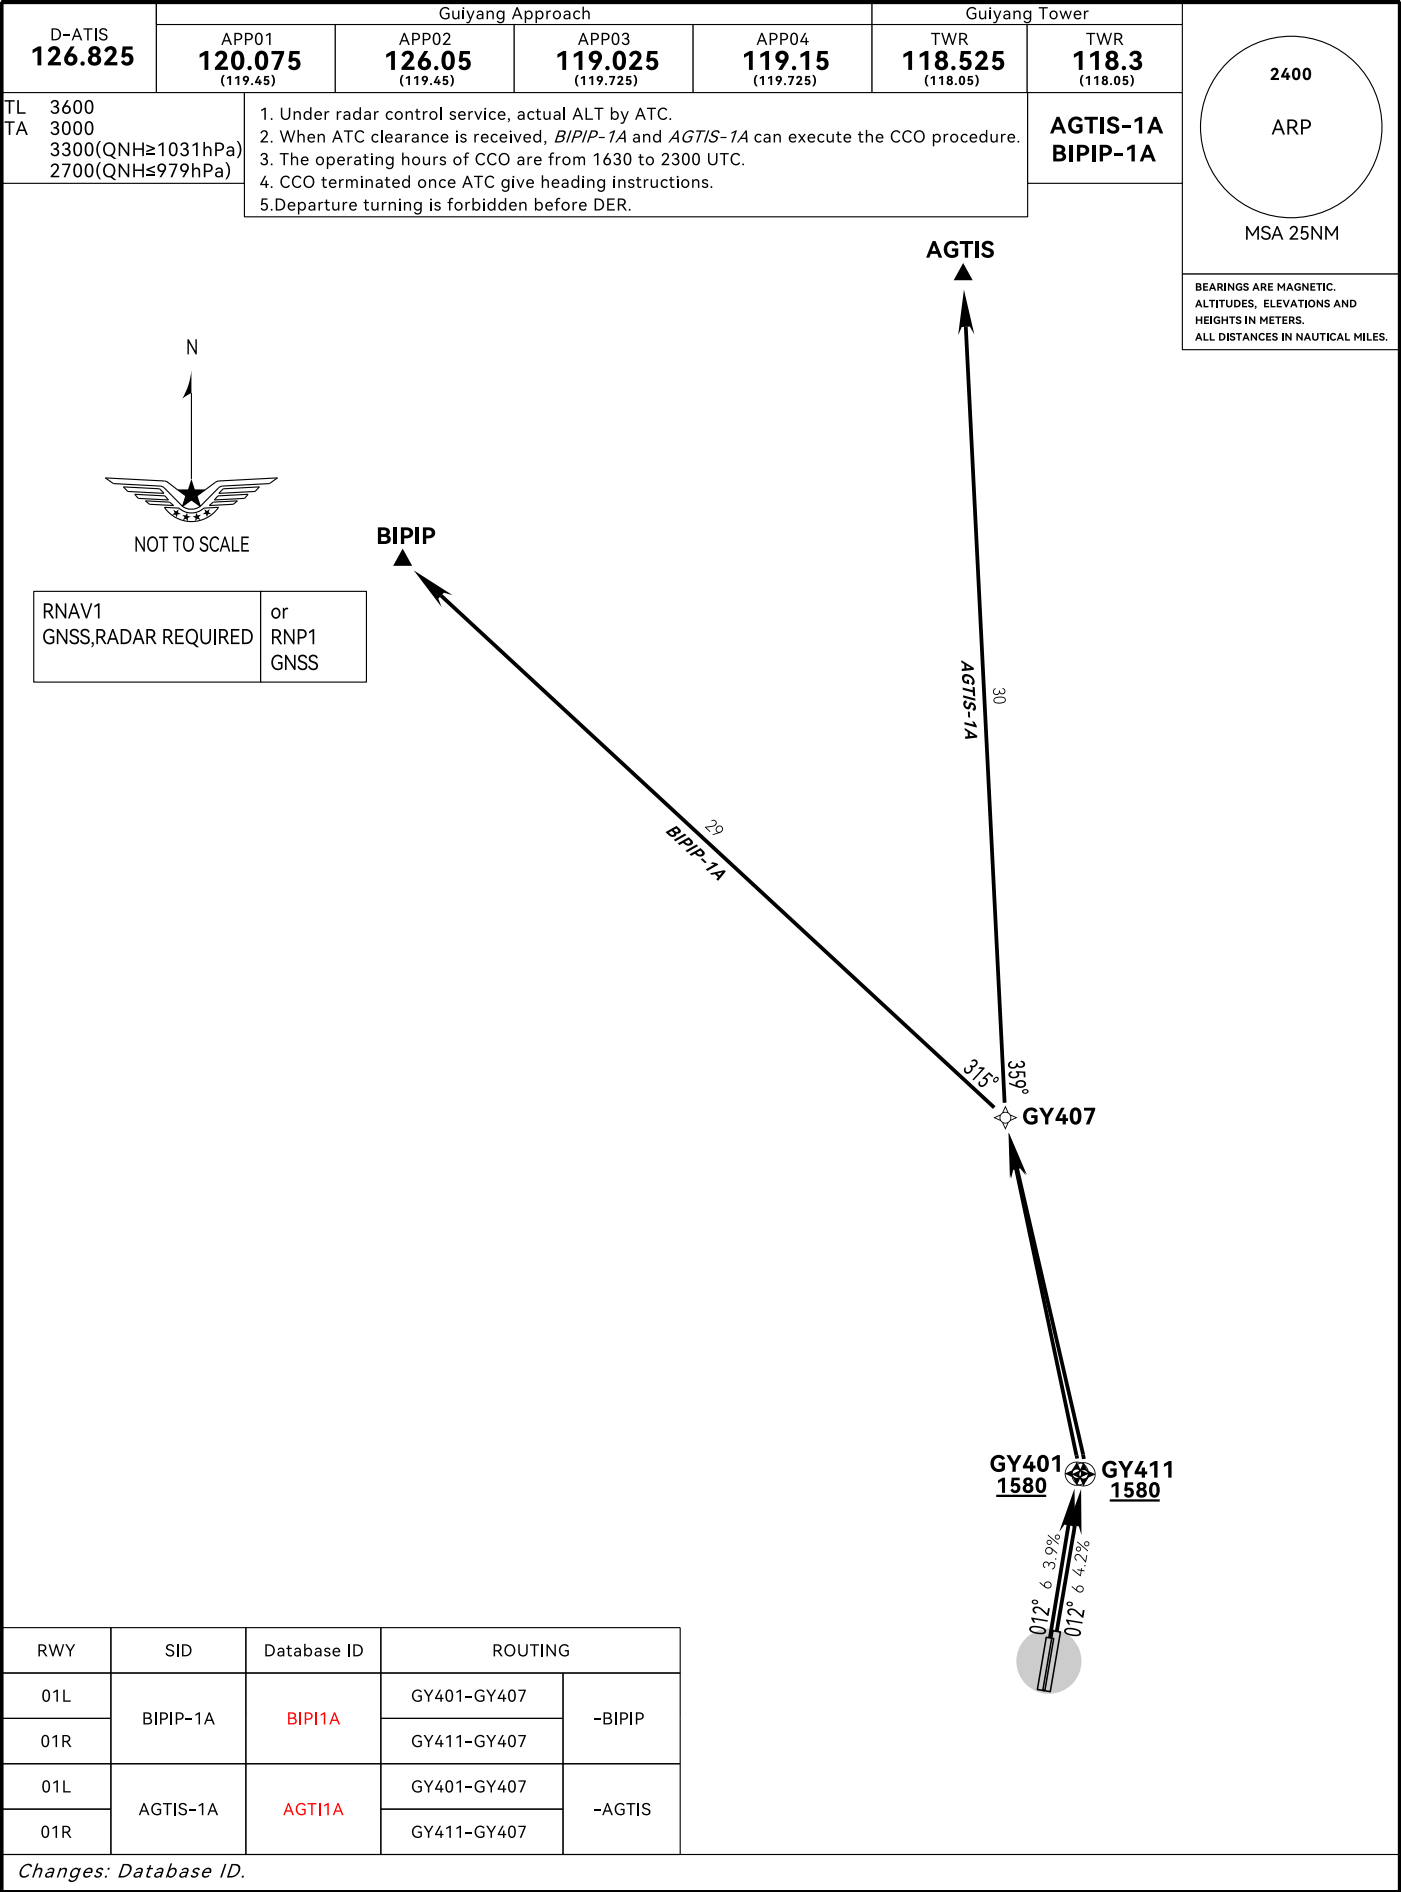 D-ATIS
126.825
Guiyang Approach
APP01
120.075
(119.45)
APP02
126.05
(119.45)
APP03
119.025
(119.725)
APP04
119.15
(119.725)
Guiyang Tower
TWR
118.525
(118.05)
TWR
118.3
(118.05)
TL 3600
TA 3000
3300(QNH≥1031hPa)
2700(QNH≤979hPa)
1. Under radar control service, actual ALT by ATC.
2. When ATC clearance is received, BIPIP-1A and AGTIS-1A can execute the CCO procedure.
3. The operating hours of CCO are from 1630 to 2300 UTC.
4. CCO terminated once ATC give heading instructions.
5.Departure turning is forbidden before DER.
AGTIS-1A
BIPIP-1A
2400
ARP
MSA 25NM
BEARINGS ARE MAGNETIC.
ALTITUDES, ELEVATIONS AND
HEIGHTS IN METERS.
ALL DISTANCES IN NAUTICAL MILES.
AGTIS
N
NOT TO SCALE
BIPIP
RNAV1
GNSS,RADAR REQUIRED
or
RNP1
GNSS
AGTIS-1A
30
29
BIPIP-1A
315°
359°
GY407
GY401
1580
GY411
1580
012° 6 3.9%
012° 6 4.2%
RWY SID Database ID ROUTING
01L BIPIP-1A BIPI1A GY401-GY407 -BIPIP
01R GY411-GY407
01L AGTIS-1A AGTI1A GY401-GY407 -AGTIS
01R GY411-GY407
Changes: Database ID.